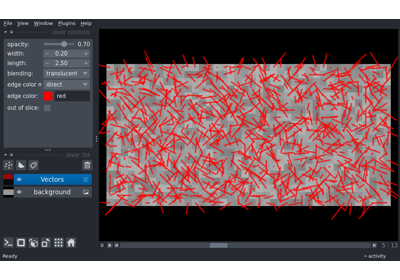 File View Window Plugins Help
layer controls
opacity: 0.70
width: 0.20
length: 2.50
blending: translucent
edge color m direct
edge color: red
out of slice:
layer list
Vectors
background
0 5 13
Ready activity